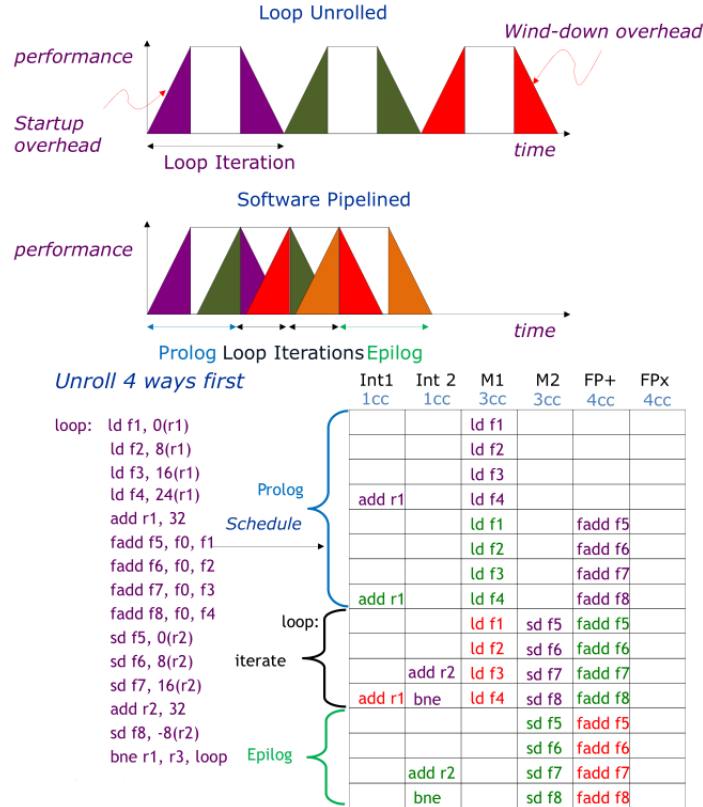 Loop Unrolled
performance
Wind-down overhead
Startup
overhead
time
Loop Iteration
Software Pipelined
performance
time
Prolog Loop Iterations Epilog
Unroll 4 ways first
Int1 Int 2 M1 M2 FP+ FPx
1cc 1cc 3cc 3cc 4cc 4cc
loop: ld f1, 0(r1)
ld f2, 8(r1)
ld f3, 16(r1)
ld f4, 24(r1)
add r1, 32
fadd f5, f0, f1
fadd f6, f0, f2
fadd f7, f0, f3
fadd f8, f0, f4
sd f5, 0(r2)
sd f6, 8(r2)
sd f7, 16(r2)
add r2, 32
sd f8, -8(r2)
bne r1, r3, loop
Schedule
Prolog
loop:
iterate
Epilog
ld f1
ld f2
ld f3
add r1 ld f4
ld f1 fadd f5
ld f2 fadd f6
ld f3 fadd f7
add r1 ld f4 fadd f8
ld f1 sd f5 fadd f5
ld f2 sd f6 fadd f6
add r2 ld f3 sd f7 fadd f7
add r1 bne ld f4 sd f8 fadd f8
sd f5 fadd f5
sd f6 fadd f6
add r2 sd f7 fadd f7
bne sd f8 fadd f8